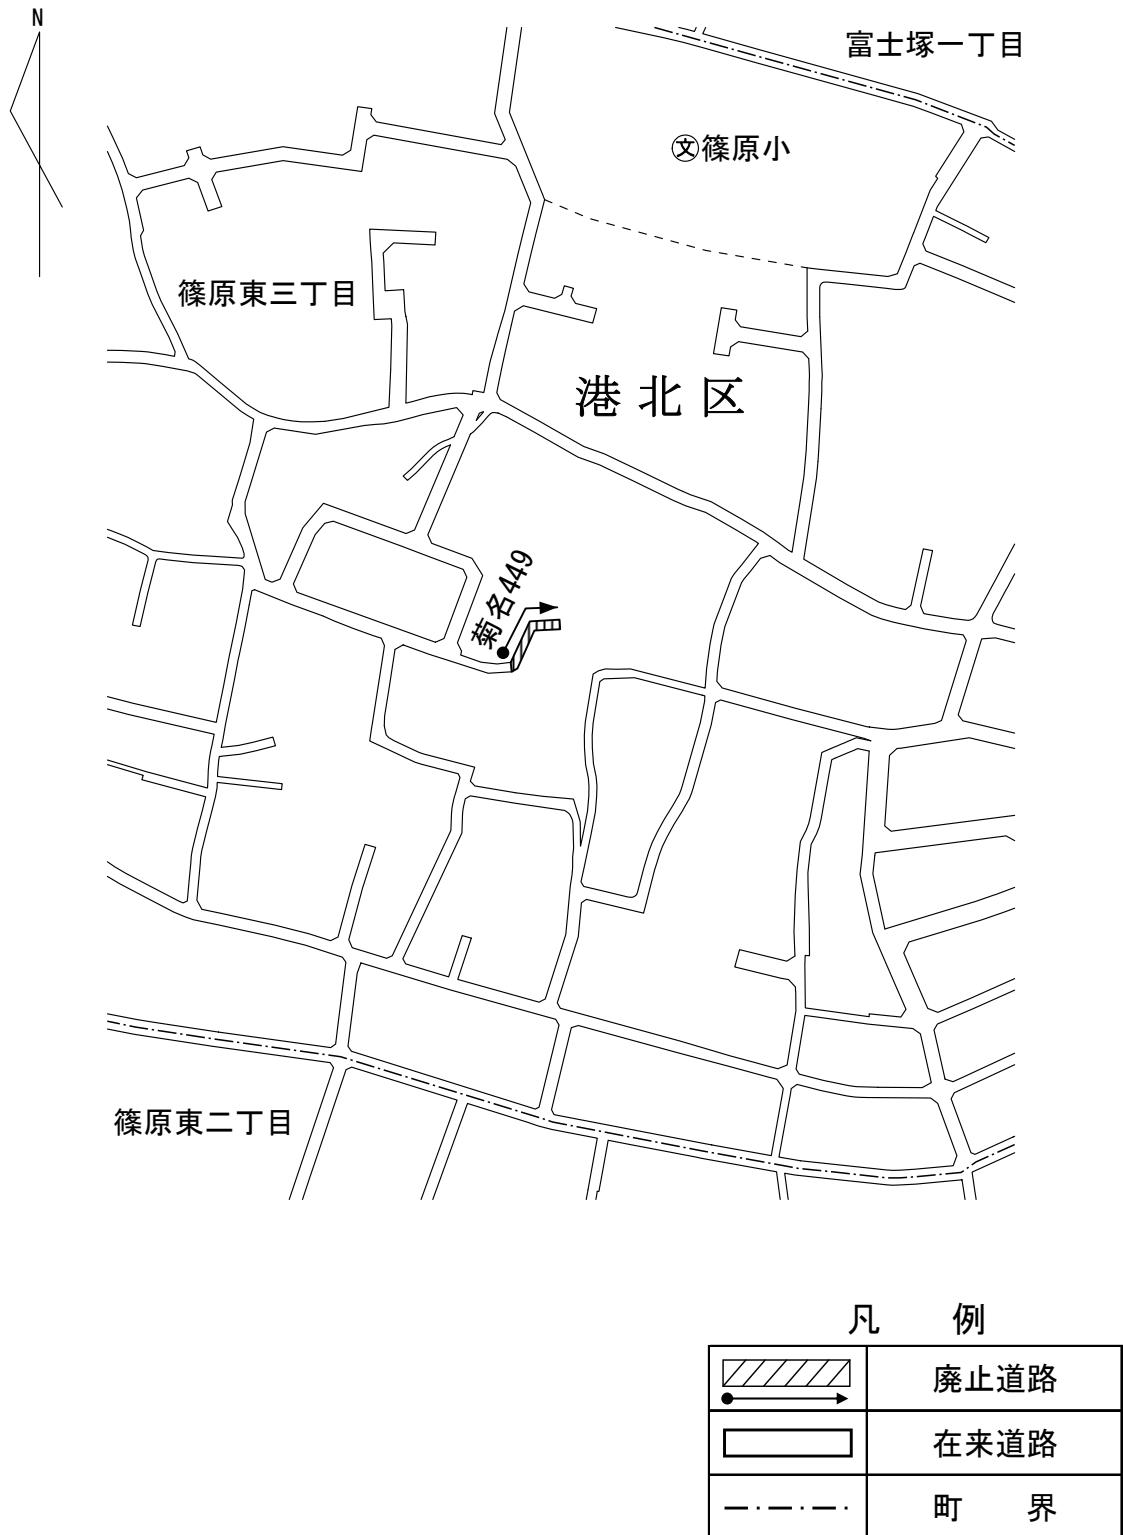 N
富士塚一丁目
文篠原小
篠原東三丁目
港北区
菊名449
篠原東二丁目
凡　例
廃止道路
在来道路
町　界